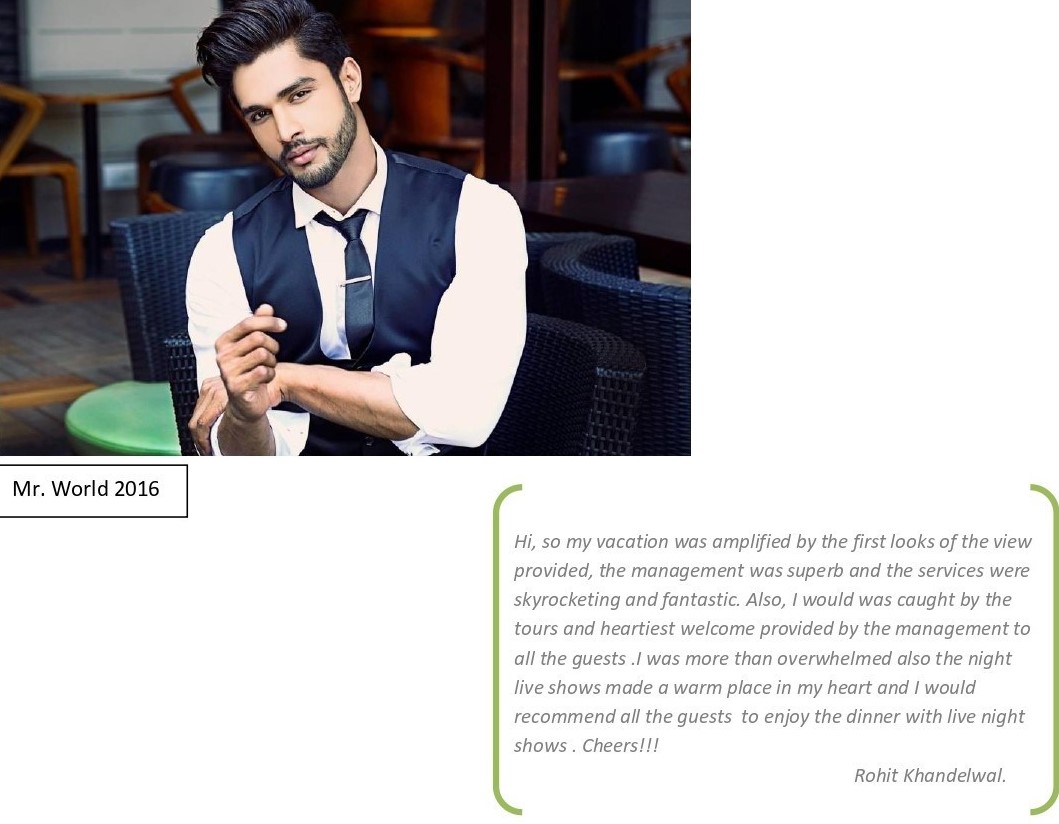 Mr. World 2016
Hi, so my vacation was amplified by the first looks of the view
provided, the management was superb and the services were
skyrocketing and fantastic. Also, I would was caught by the
tours and heartiest welcome provided by the management to
all the guests .I was more than overwhelmed also the night
live shows made a warm place in my heart and I would
recommend all the guests  to enjoy the dinner with live night
shows . Cheers!!!
Rohit Khandelwal.